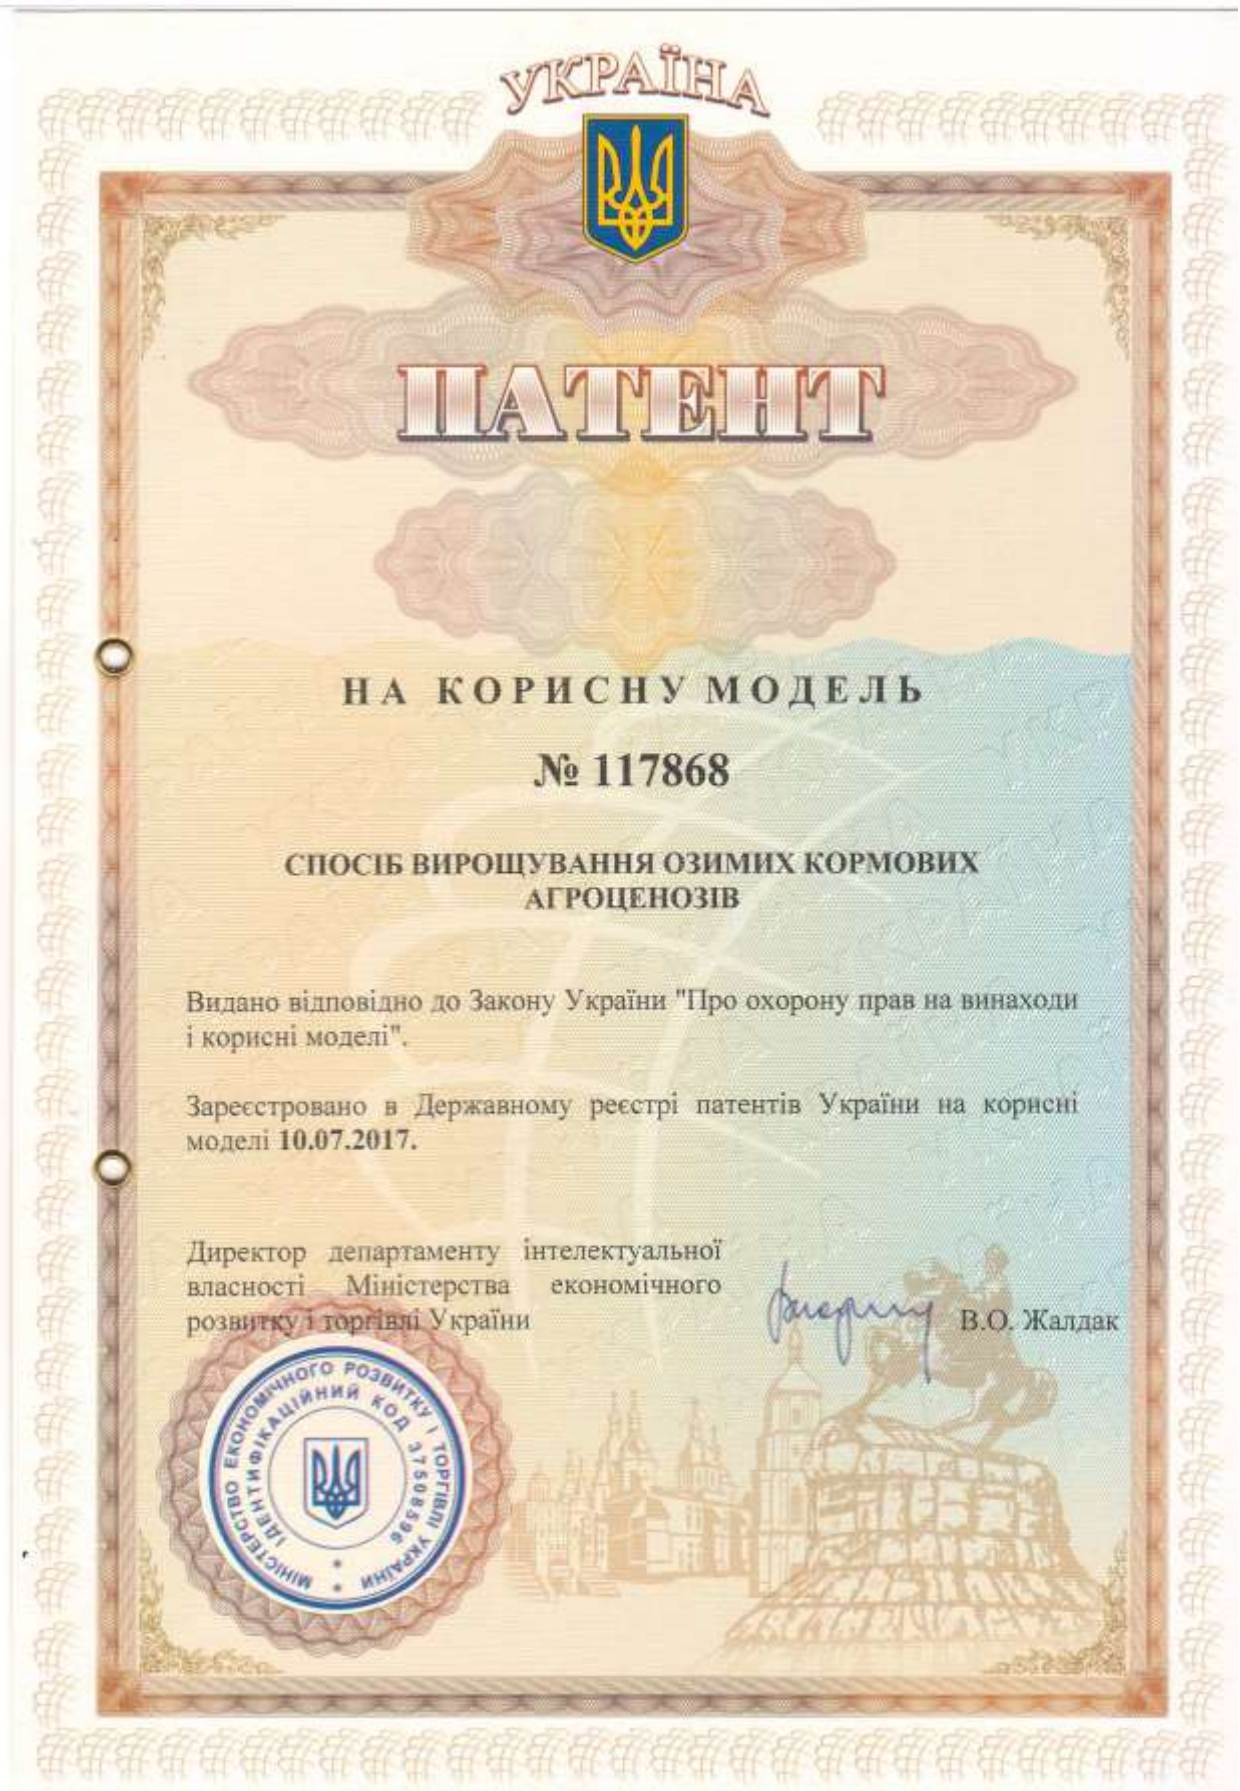 УКРАЇНА
ПАТЕНТ
НА КОРИСНУ МОДЕЛЬ
№ 117868
СПОСІБ ВИРОЩУВАННЯ ОЗИМИХ КОРМОВИХ
АГРОЦЕНОЗІВ
Видано відповідно до Закону України "Про охорону прав на винаходи
і корисні моделі".
Зареєстровано в Державному реєстрі патентів України на корисні
моделі 10.07.2017.
Директор департаменту інтелектуальної
власності Міністерства економічного
розвитку і торгівлі України
В.О. Жалдак
МІНІСТЕРСТВО ЕКОНОМІЧНОГО РОЗВИТКУ І ТОРГІВЛІ УКРАЇНИ
ІДЕНТИФІКАЦІЙНИЙ КОД 37508596